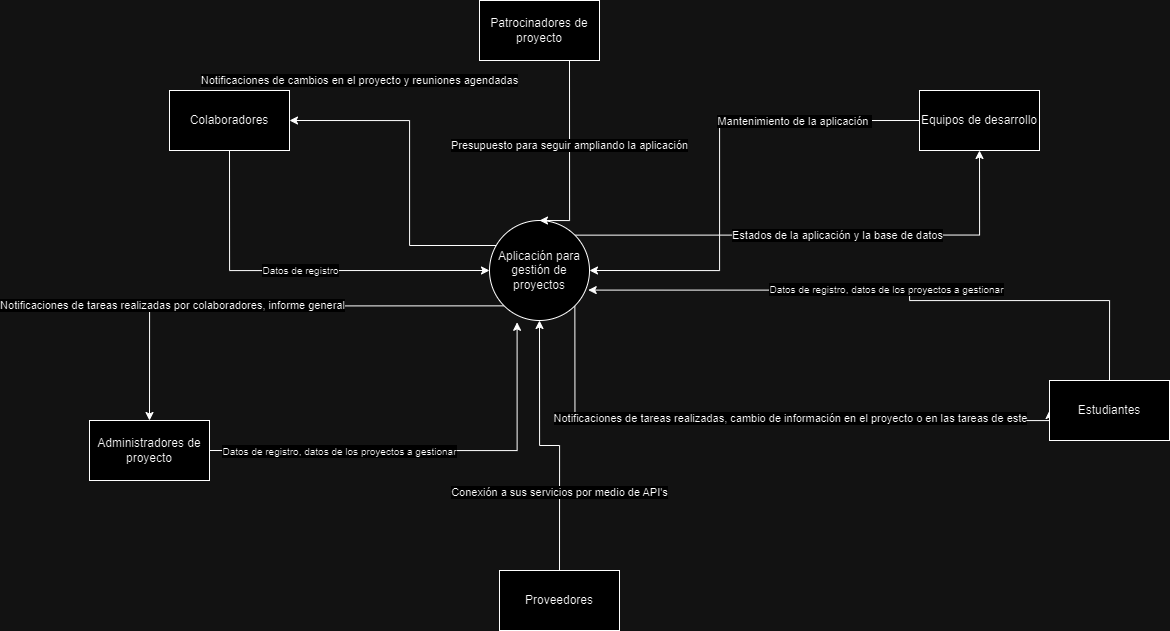 Patrocinadores de
proyecto
Notificaciones de cambios en el proyecto y reuniones agendadas
Colaboradores
Mantenimiento de la aplicación
Equipos de desarrollo
Presupuesto para seguir ampliando la aplicación
Estados de la aplicación y la base de datos
Aplicación para
gestión de
proyectos
Datos de registro
Datos de registro, datos de los proyectos a gestionar
Notificaciones de tareas realizadas por colaboradores, informe general
Estudiantes
Notificaciones de tareas realizadas, cambio de información en el proyecto o en las tareas de este
Administradores de
proyecto
Datos de registro, datos de los proyectos a gestionar
Conexión a sus servicios por medio de API's
Proveedores